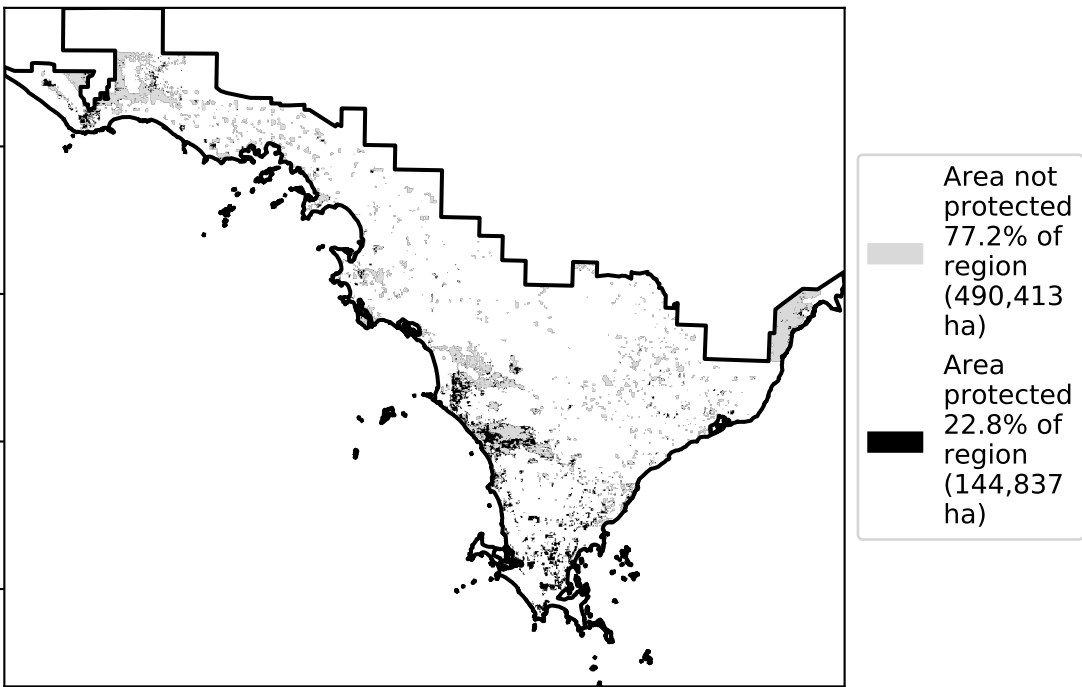 Area not
protected
77.2% of
region
(490,413
ha)
Area
protected
22.8% of
region
(144,837
ha)